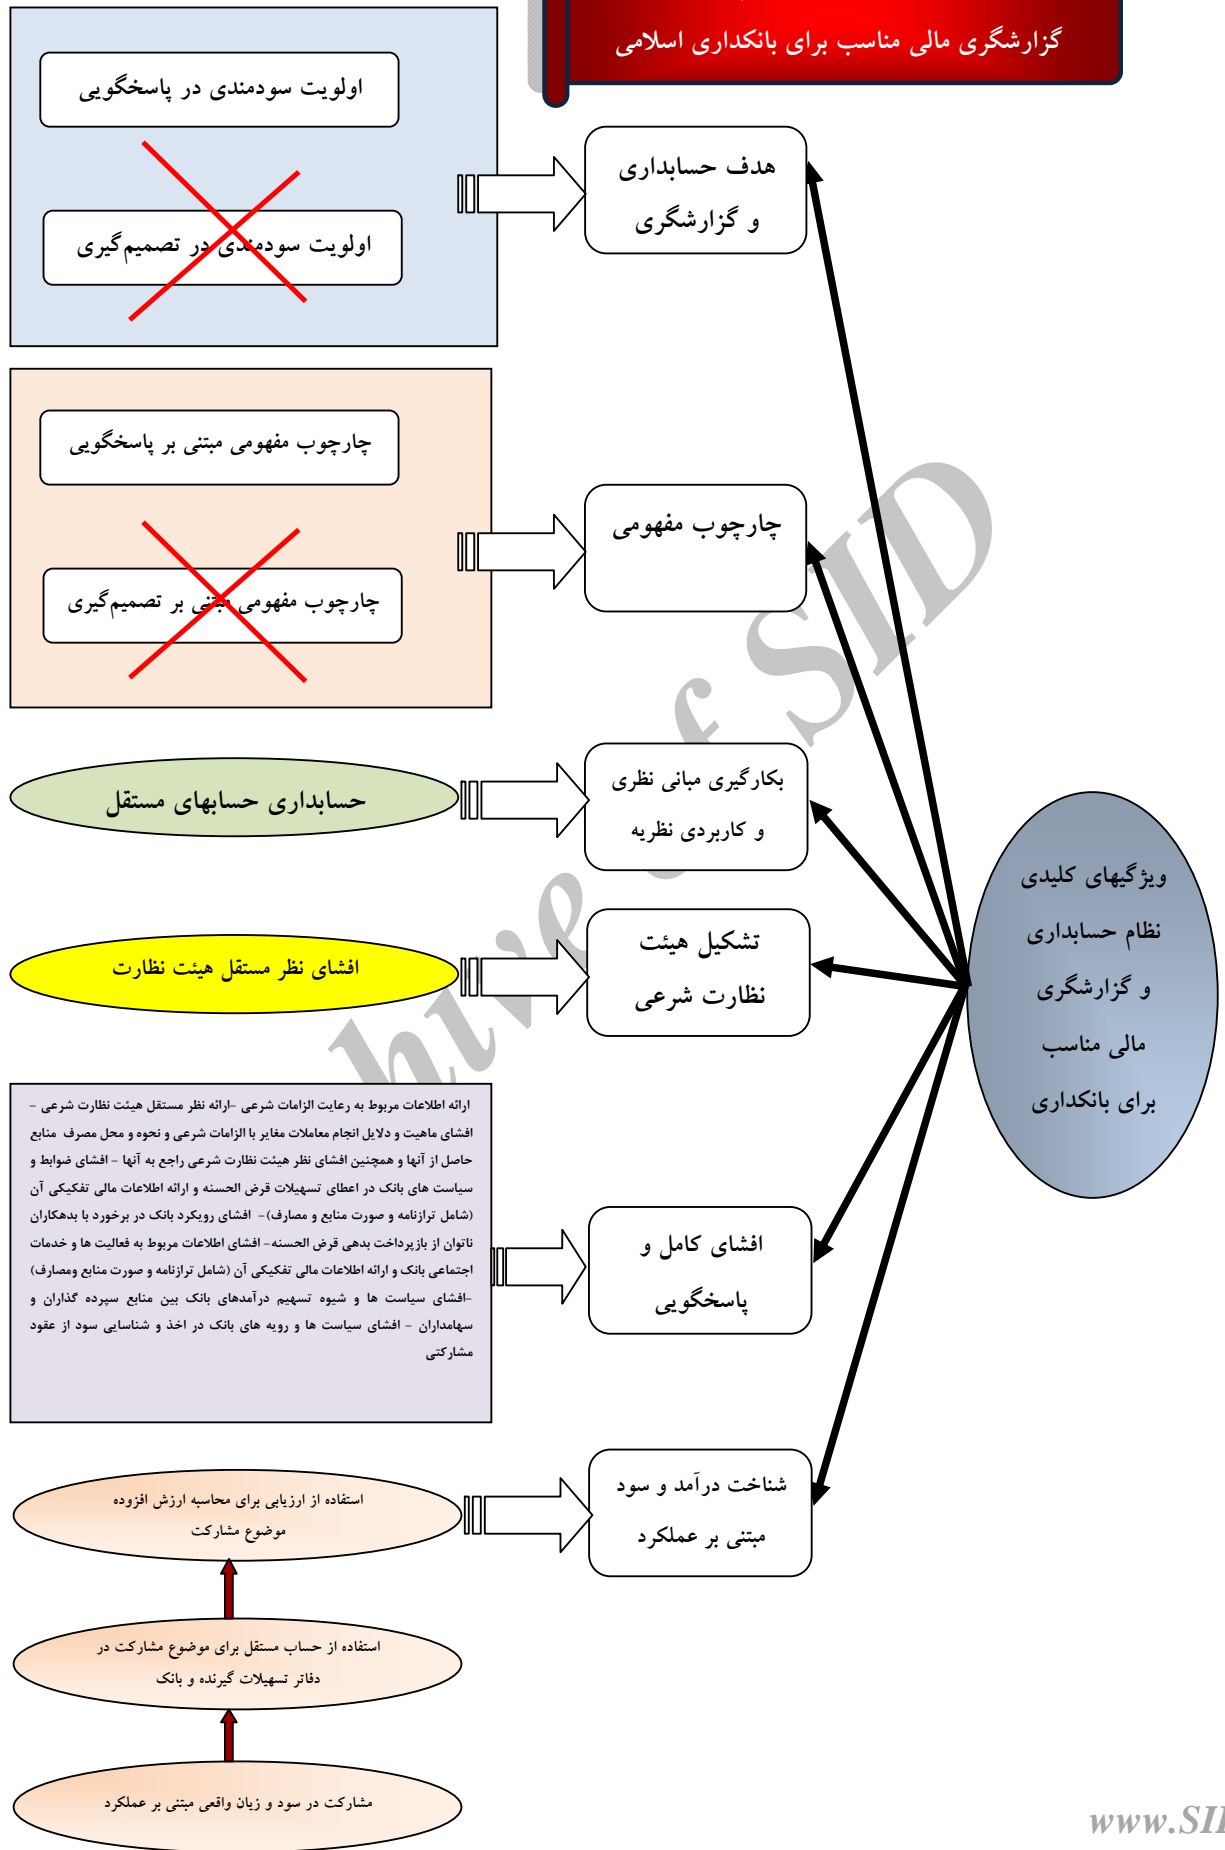 گزارشگری مالی مناسب برای بانکداری اسلامی
اولویت سودمندی در پاسخگویی
اولویت سودمندی در تصمیم‌گیری
هدف حسابداری
و گزارشگری
چارچوب مفهومی مبتنی بر پاسخگویی
چارچوب مفهومی مبتنی بر تصمیم‌گیری
چارچوب مفهومی
حسابداری حسابهای مستقل
بکارگیری مبانی نظری
و کاربردی نظریه
افشای نظر مستقل هیئت نظارت
تشکیل هیئت
نظارت شرعی
ویژگیهای کلیدی
نظام حسابداری
و گزارشگری
مالی مناسب
برای بانکداری
ارائه اطلاعات مربوط به رعایت الزامات شرعی –ارائه نظر مستقل هیئت نظارت شرعی –
افشای ماهیت و دلایل انجام معاملات مغایر با الزامات شرعی و نحوه و محل مصرف منابع
حاصل از آنها و همچنین افشای نظر هیئت نظارت شرعی راجع به آنها – افشای ضوابط و
سیاست های بانک در اعطای تسهیلات قرض الحسنه و ارائه اطلاعات مالی تفکیکی آن
(شامل ترازنامه و صورت منابع و مصارف)– افشای رویکرد بانک در برخورد با بدهکاران
ناتوان از بازپرداخت بدهی قرض الحسنه– افشای اطلاعات مربوط به فعالیت ها و خدمات
اجتماعی بانک و ارائه اطلاعات مالی تفکیکی آن (شامل ترازنامه و صورت منابع ومصارف)
–افشای سیاست ها و شیوه تسهیم درآمدهای بانک بین منابع سپرده گذاران و
سهامداران – افشای سیاست ها و رویه های بانک در اخذ و شناسایی سود از عقود
مشارکتی
افشای کامل و
پاسخگویی
استفاده از ارزیابی برای محاسبه ارزش افزوده
موضوع مشارکت
شناخت درآمد و سود
مبتنی بر عملکرد
استفاده از حساب مستقل برای موضوع مشارکت در
دفاتر تسهیلات گیرنده و بانک
مشارکت در سود و زیان واقعی مبتنی بر عملکرد
hive of SID
www.SI